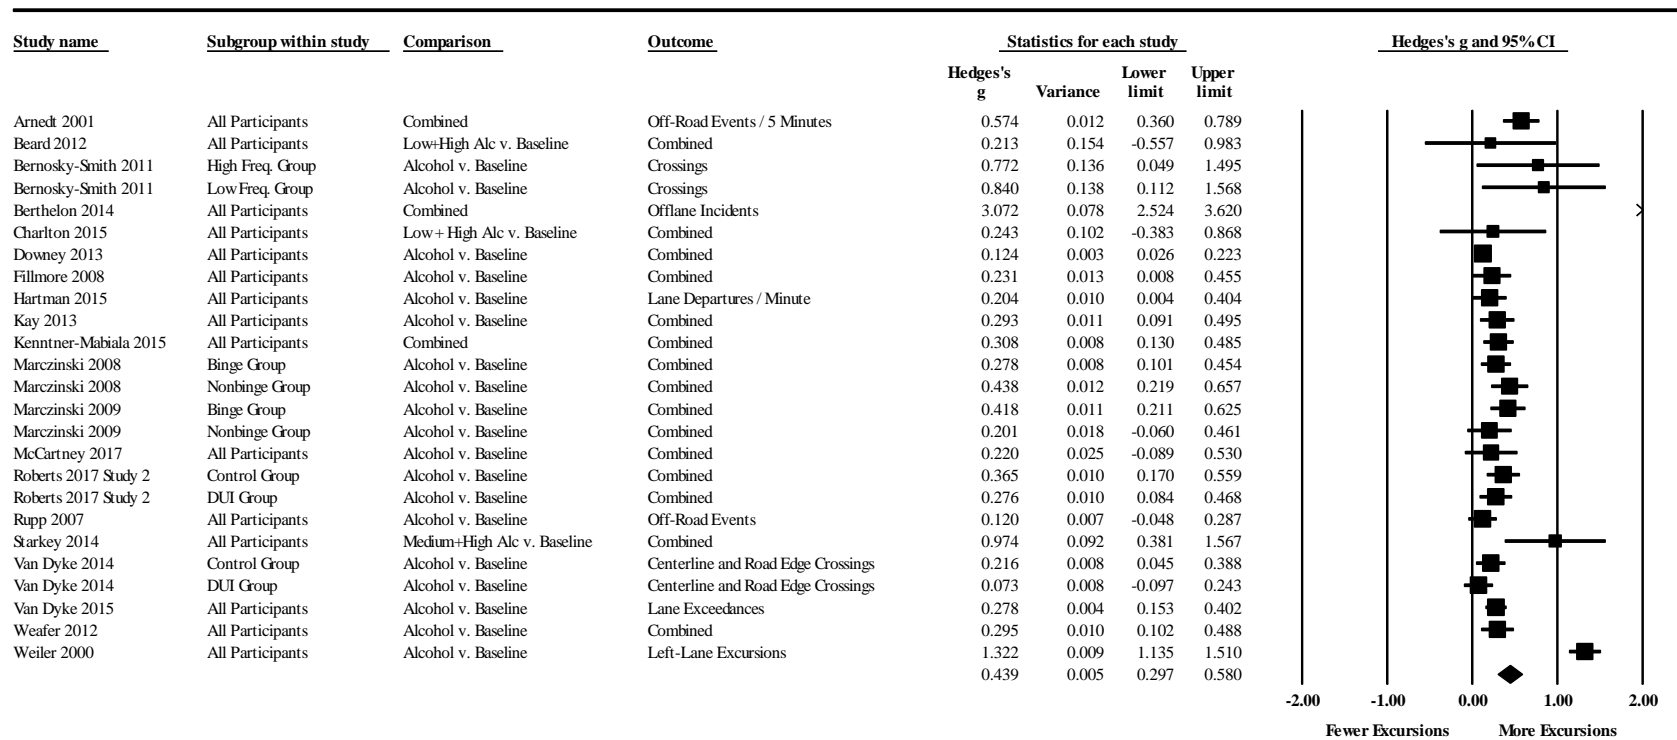 Study name Subgroup within study Comparison Outcome Statistics for each study Hedges's g and 95% CI
Hedges's Lower Upper
g Variance limit limit
Arnedt 2001 All Participants Combined Off-Road Events / 5 Minutes 0.574 0.012 0.360 0.789
Beard 2012 All Participants Low+High Alc v. Baseline Combined 0.213 0.154 -0.557 0.983
Bernosky-Smith 2011 High Freq. Group Alcohol v. Baseline Crossings 0.772 0.136 0.049 1.495
Bernosky-Smith 2011 Low Freq. Group Alcohol v. Baseline Crossings 0.840 0.138 0.112 1.568
Berthelon 2014 All Participants Combined Offlane Incidents 3.072 0.078 2.524 3.620
Charlton 2015 All Participants Low + High Alc v. Baseline Combined 0.243 0.102 -0.383 0.868
Downey 2013 All Participants Alcohol v. Baseline Combined 0.124 0.003 0.026 0.223
Fillmore 2008 All Participants Alcohol v. Baseline Combined 0.231 0.013 0.008 0.455
Hartman 2015 All Participants Alcohol v. Baseline Lane Departures / Minute 0.204 0.010 0.004 0.404
Kay 2013 All Participants Alcohol v. Baseline Combined 0.293 0.011 0.091 0.495
Kenntner-Mabiala 2015 All Participants Combined Combined 0.308 0.008 0.130 0.485
Marczinski 2008 Binge Group Alcohol v. Baseline Combined 0.278 0.008 0.101 0.454
Marczinski 2008 Nonbinge Group Alcohol v. Baseline Combined 0.438 0.012 0.219 0.657
Marczinski 2009 Binge Group Alcohol v. Baseline Combined 0.418 0.011 0.211 0.625
Marczinski 2009 Nonbinge Group Alcohol v. Baseline Combined 0.201 0.018 -0.060 0.461
McCartney 2017 All Participants Alcohol v. Baseline Combined 0.220 0.025 -0.089 0.530
Roberts 2017 Study 2 Control Group Alcohol v. Baseline Combined 0.365 0.010 0.170 0.559
Roberts 2017 Study 2 DUI Group Alcohol v. Baseline Combined 0.276 0.010 0.084 0.468
Rupp 2007 All Participants Alcohol v. Baseline Off-Road Events 0.120 0.007 -0.048 0.287
Starkey 2014 All Participants Medium+High Alc v. Baseline Combined 0.974 0.092 0.381 1.567
Van Dyke 2014 Control Group Alcohol v. Baseline Centerline and Road Edge Crossings 0.216 0.008 0.045 0.388
Van Dyke 2014 DUI Group Alcohol v. Baseline Centerline and Road Edge Crossings 0.073 0.008 -0.097 0.243
Van Dyke 2015 All Participants Alcohol v. Baseline Lane Exceedances 0.278 0.004 0.153 0.402
Weafer 2012 All Participants Alcohol v. Baseline Combined 0.295 0.010 0.102 0.488
Weiler 2000 All Participants Alcohol v. Baseline Left-Lane Excursions 1.322 0.009 1.135 1.510
0.439 0.005 0.297 0.580
-2.00 -1.00 0.00 1.00 2.00
Fewer Excursions More Excursions